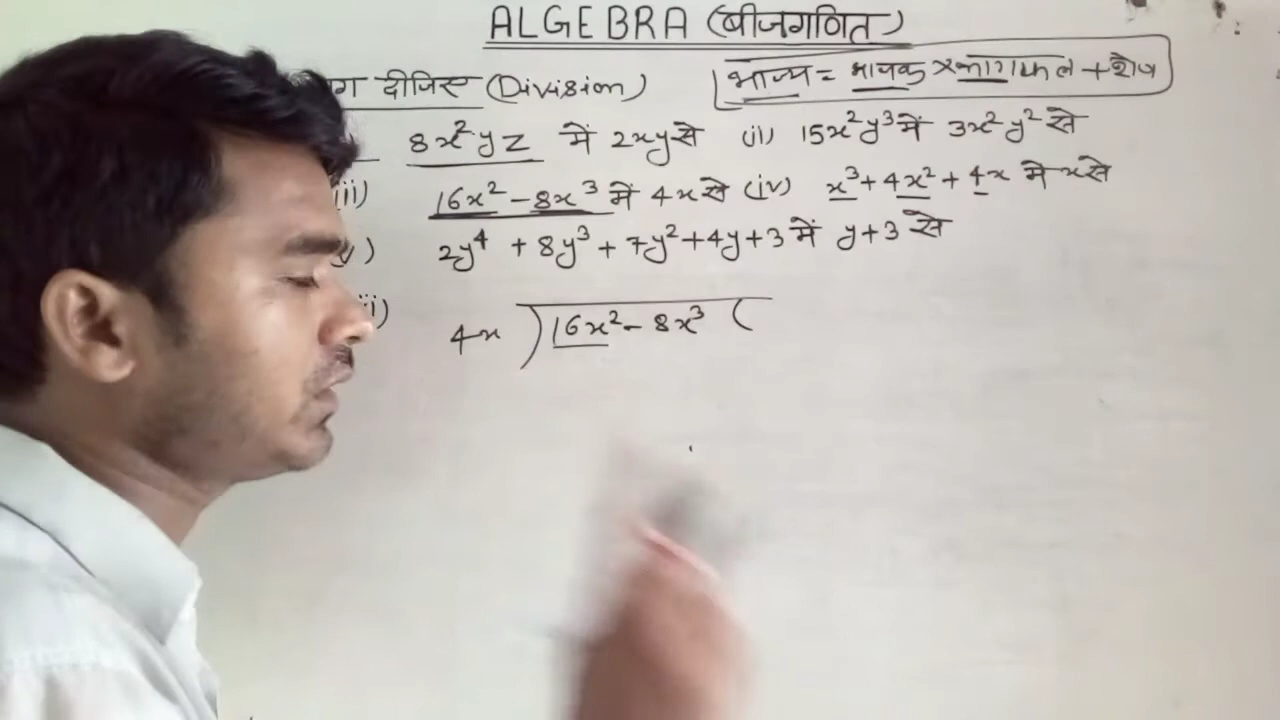 ALGEBRA (बीजगणित)
दीजिए (Division)
भाज्य = भाजक × भागफल + शेष
8x²yz में 2xy से (ii) 15x²y³ में 3x²y² से
16x² - 8x³ में 4x से (iv) x³ + 4x² + 4x में x से
2y⁴ + 8y³ + 7y² + 4y + 3 में y + 3 से
4x ) 16x² - 8x³ (